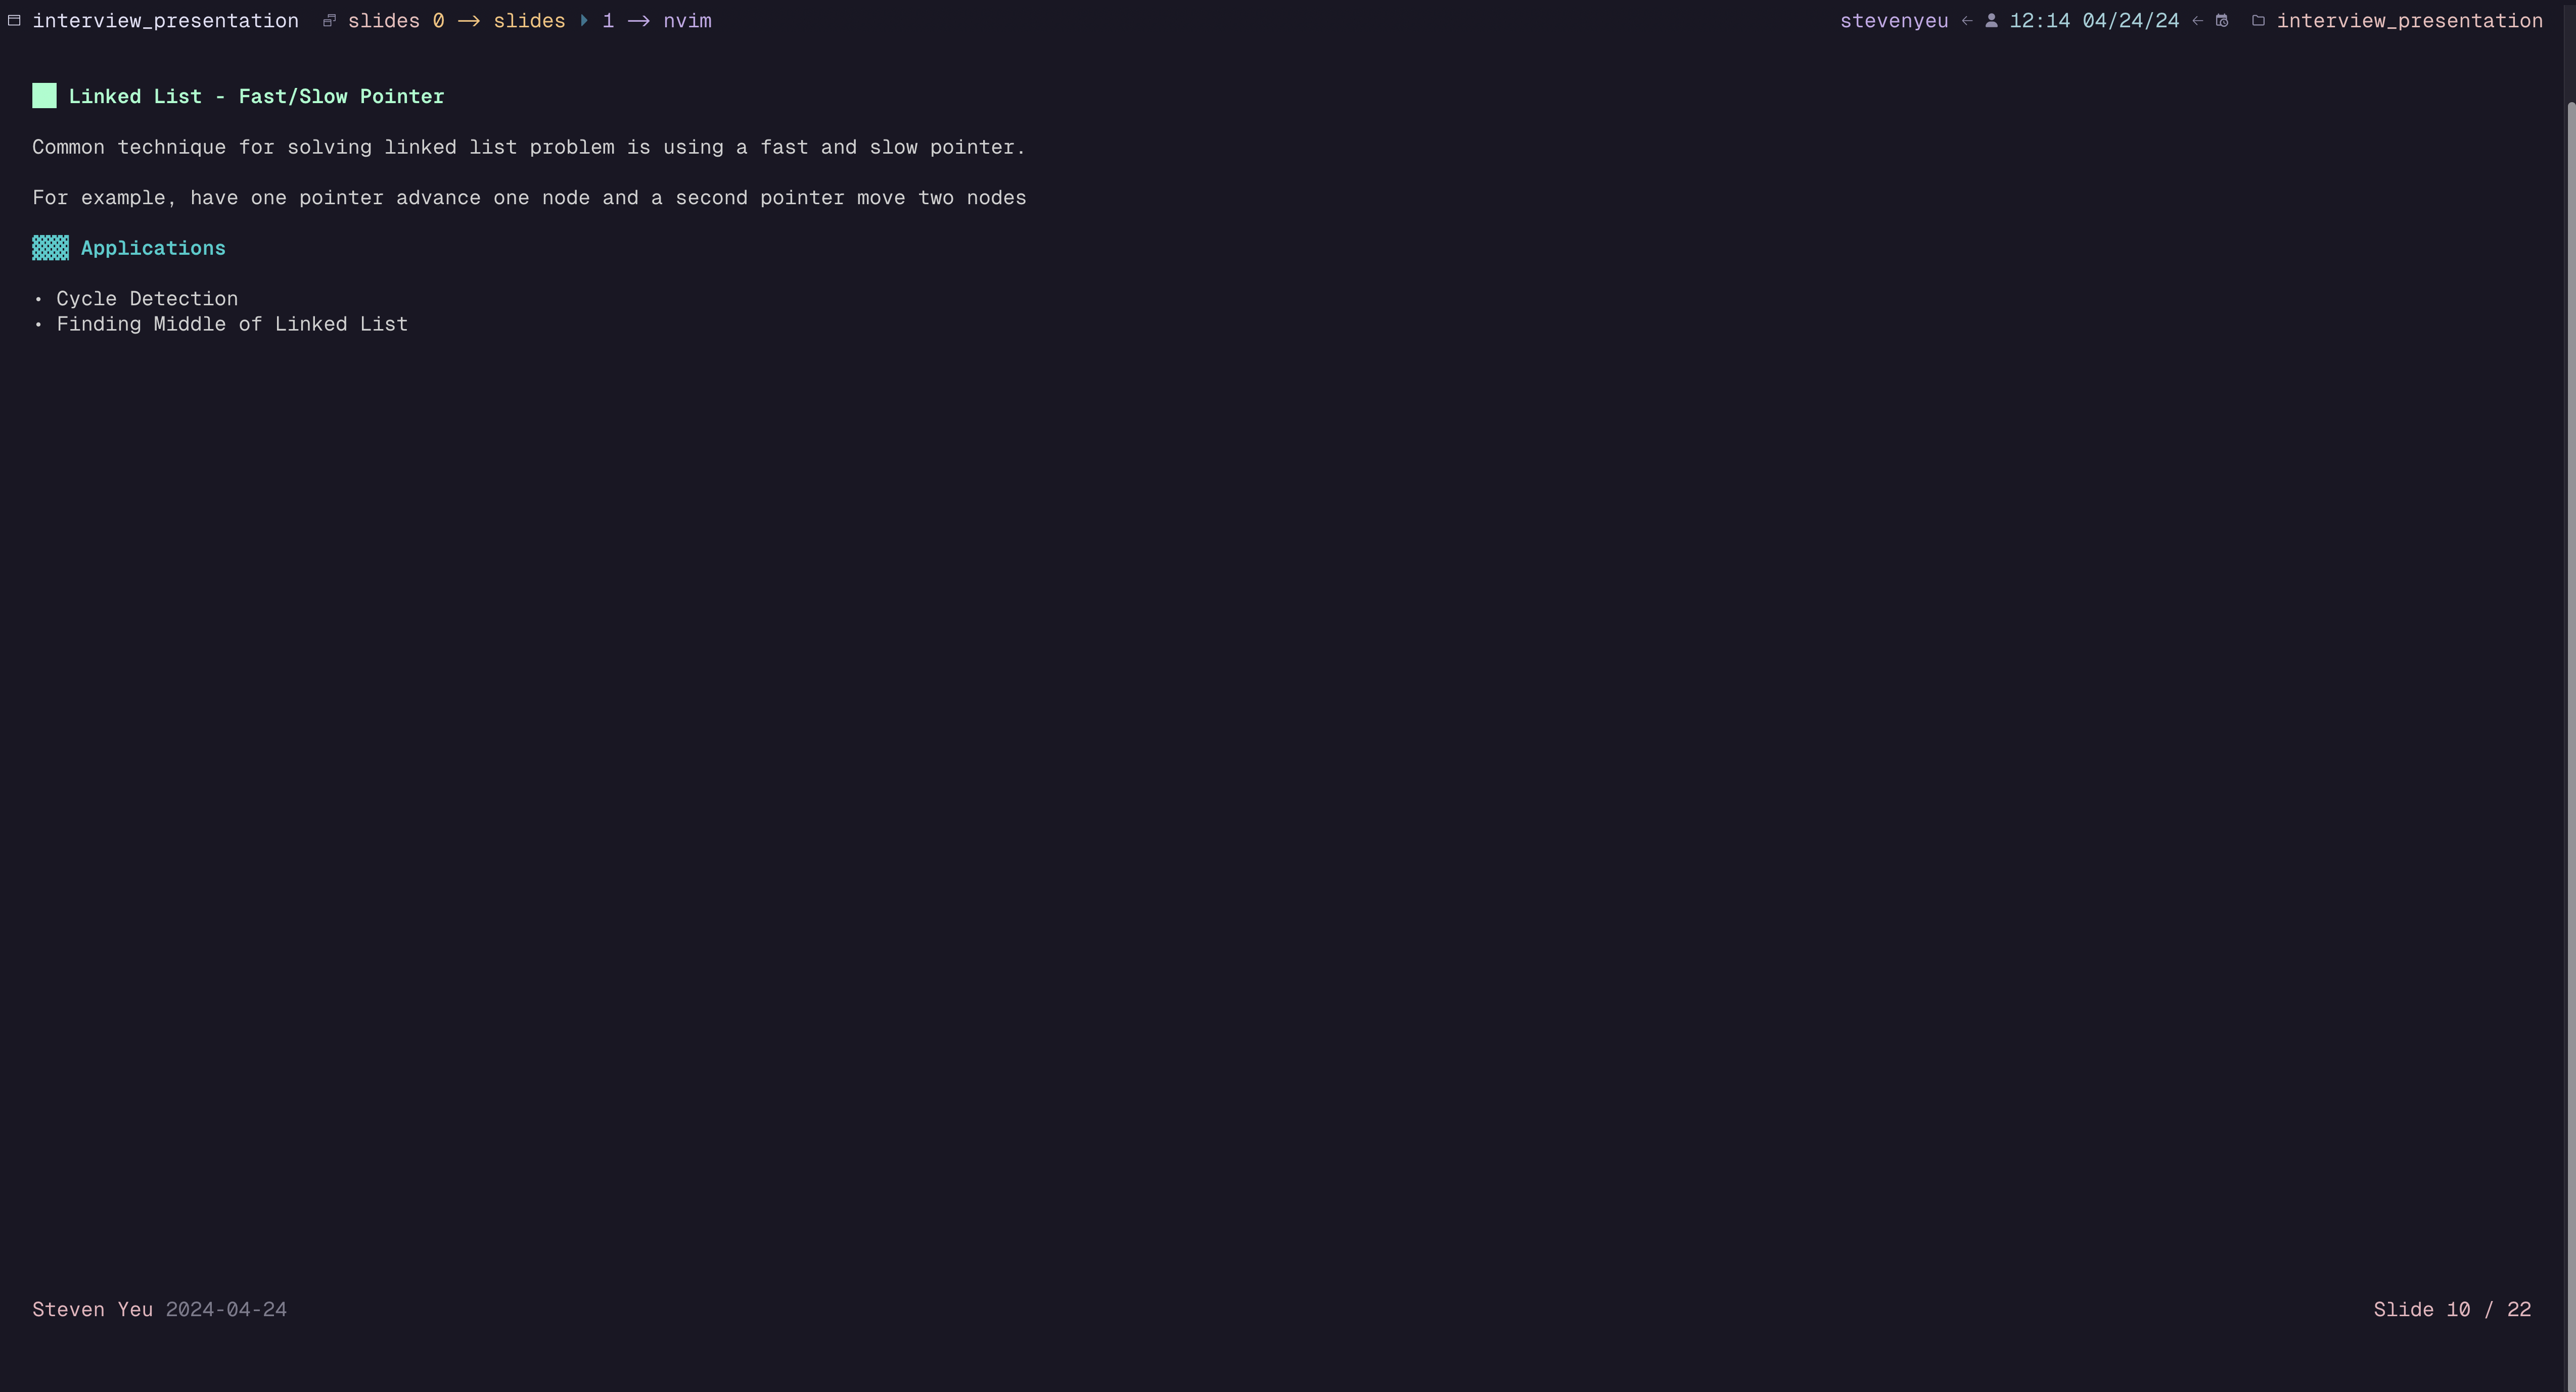 interview_presentation slides 0 → slides 1 → nvim stevenyeu ← 12:14 04/24/24 ← interview_presentation
Linked List - Fast/Slow Pointer
Common technique for solving linked list problem is using a fast and slow pointer.
For example, have one pointer advance one node and a second pointer move two nodes
Applications
• Cycle Detection
• Finding Middle of Linked List
Steven Yeu 2024-04-24 Slide 10 / 22